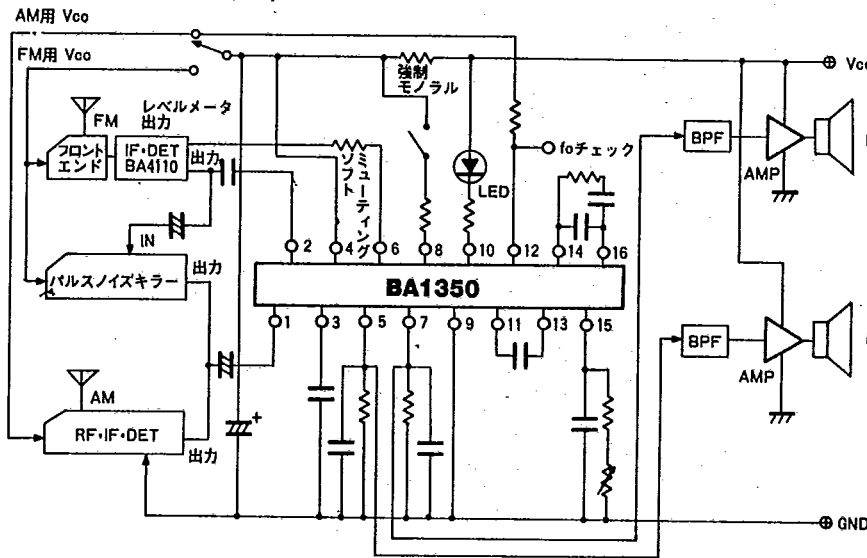 AM用 Vcc
FM用 Vcc
レベルメータ
出力
FM
フロント
エンド
IF・DET
BA4110
出力
ソフト
ミューティング
強制
モノラル
LED
foチェック
BPF
AMP
Vcc
IN
パルスノイズキラー
出力
2
4
6
8
10
12
14
16
BA1350
1
3
5
7
9
11
13
15
BPF
AMP
AM
RF・IF・DET
出力
+
GND